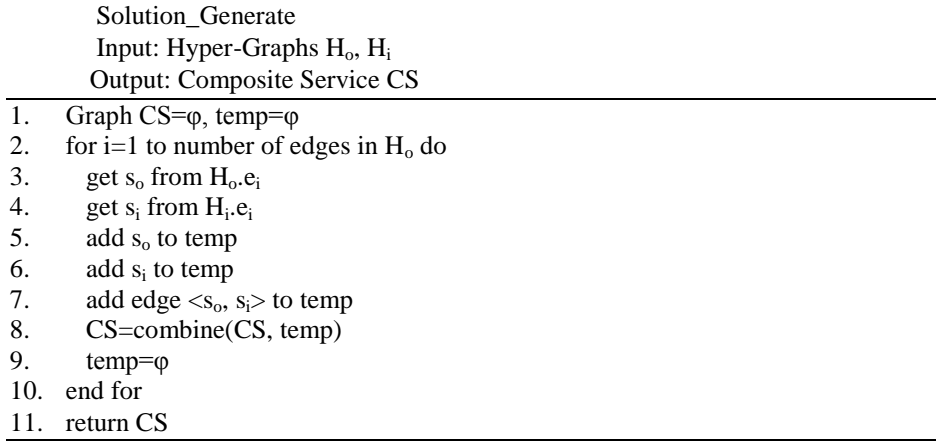 Solution_Generate
Input: Hyper-Graphs Hₒ, Hᵢ
Output: Composite Service CS
1. Graph CS=φ, temp=φ
2. for i=1 to number of edges in Hₒ do
3. get sₒ from Hₒ.eᵢ
4. get sᵢ from Hᵢ.eᵢ
5. add sₒ to temp
6. add sᵢ to temp
7. add edge <sₒ, sᵢ> to temp
8. CS=combine(CS, temp)
9. temp=φ
10. end for
11. return CS